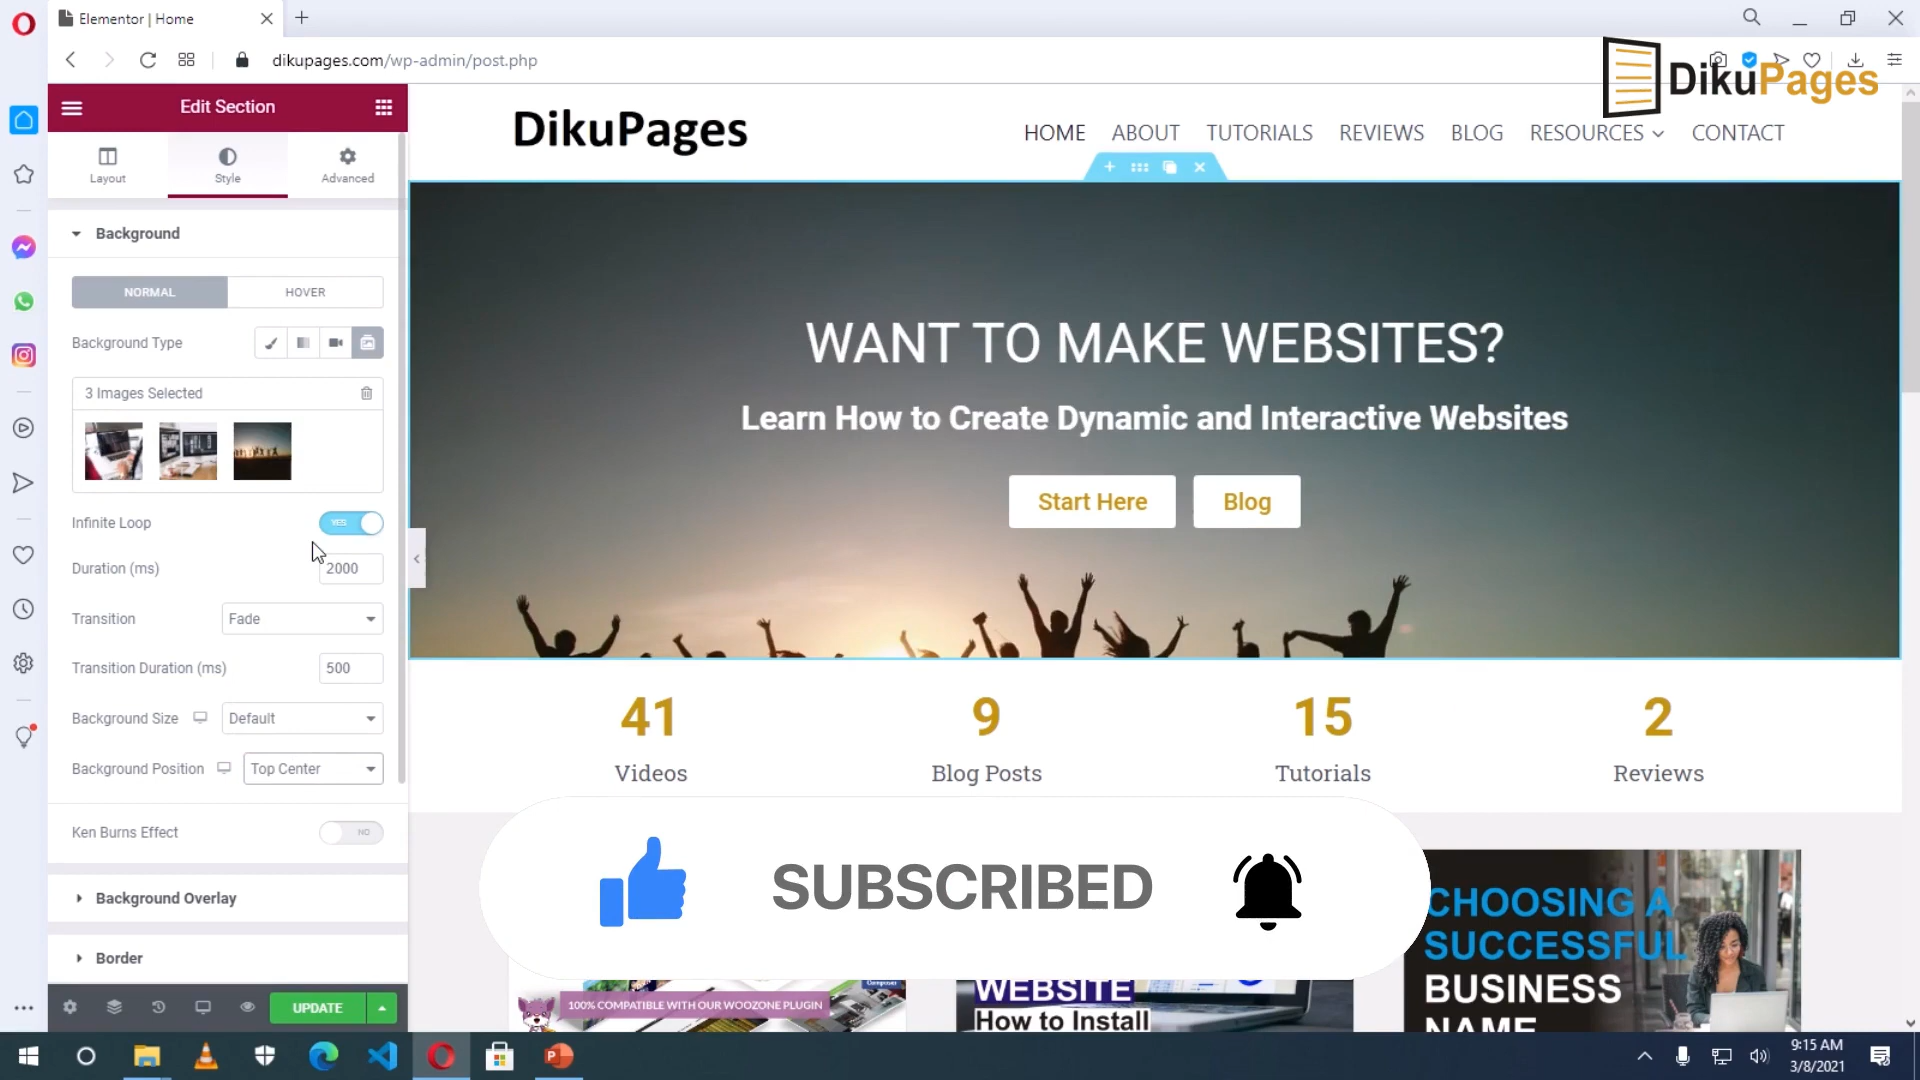 Elementor | Home
dikupages.com/wp-admin/post.php
DikuPages
Edit Section
Layout
Style
Advanced
Background
NORMAL
HOVER
Background Type
3 Images Selected
Infinite Loop
YES
Duration (ms)
2000
Transition
Fade
Transition Duration (ms)
500
Background Size
Default
Background Position
Top Center
Ken Burns Effect
NO
Background Overlay
Border
UPDATE
DikuPages
HOME ABOUT TUTORIALS REVIEWS BLOG RESOURCES CONTACT
WANT TO MAKE WEBSITES?
Learn How to Create Dynamic and Interactive Websites
Start Here
Blog
41
Videos
9
Blog Posts
15
Tutorials
2
Reviews
SUBSCRIBED
100% COMPATIBLE WITH OUR WOOZONE PLUGIN
Composer
WEBSITE
How to Install
CHOOSING A
SUCCESSFUL
BUSINESS
NAME
9:15 AM
3/8/2021